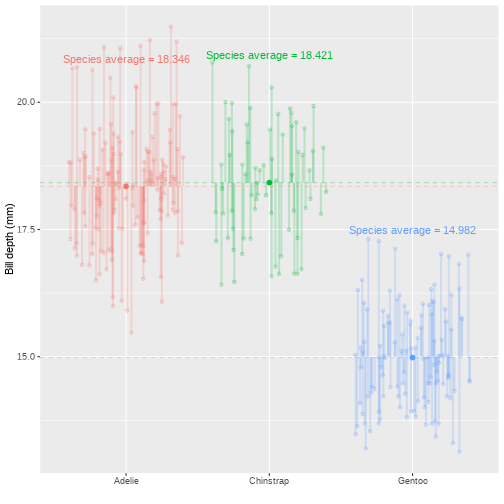 Species average = 18.346
Species average = 18.421
Species average = 14.982
Bill depth (mm)
20.0
17.5
15.0
Adelie
Chinstrap
Gentoo